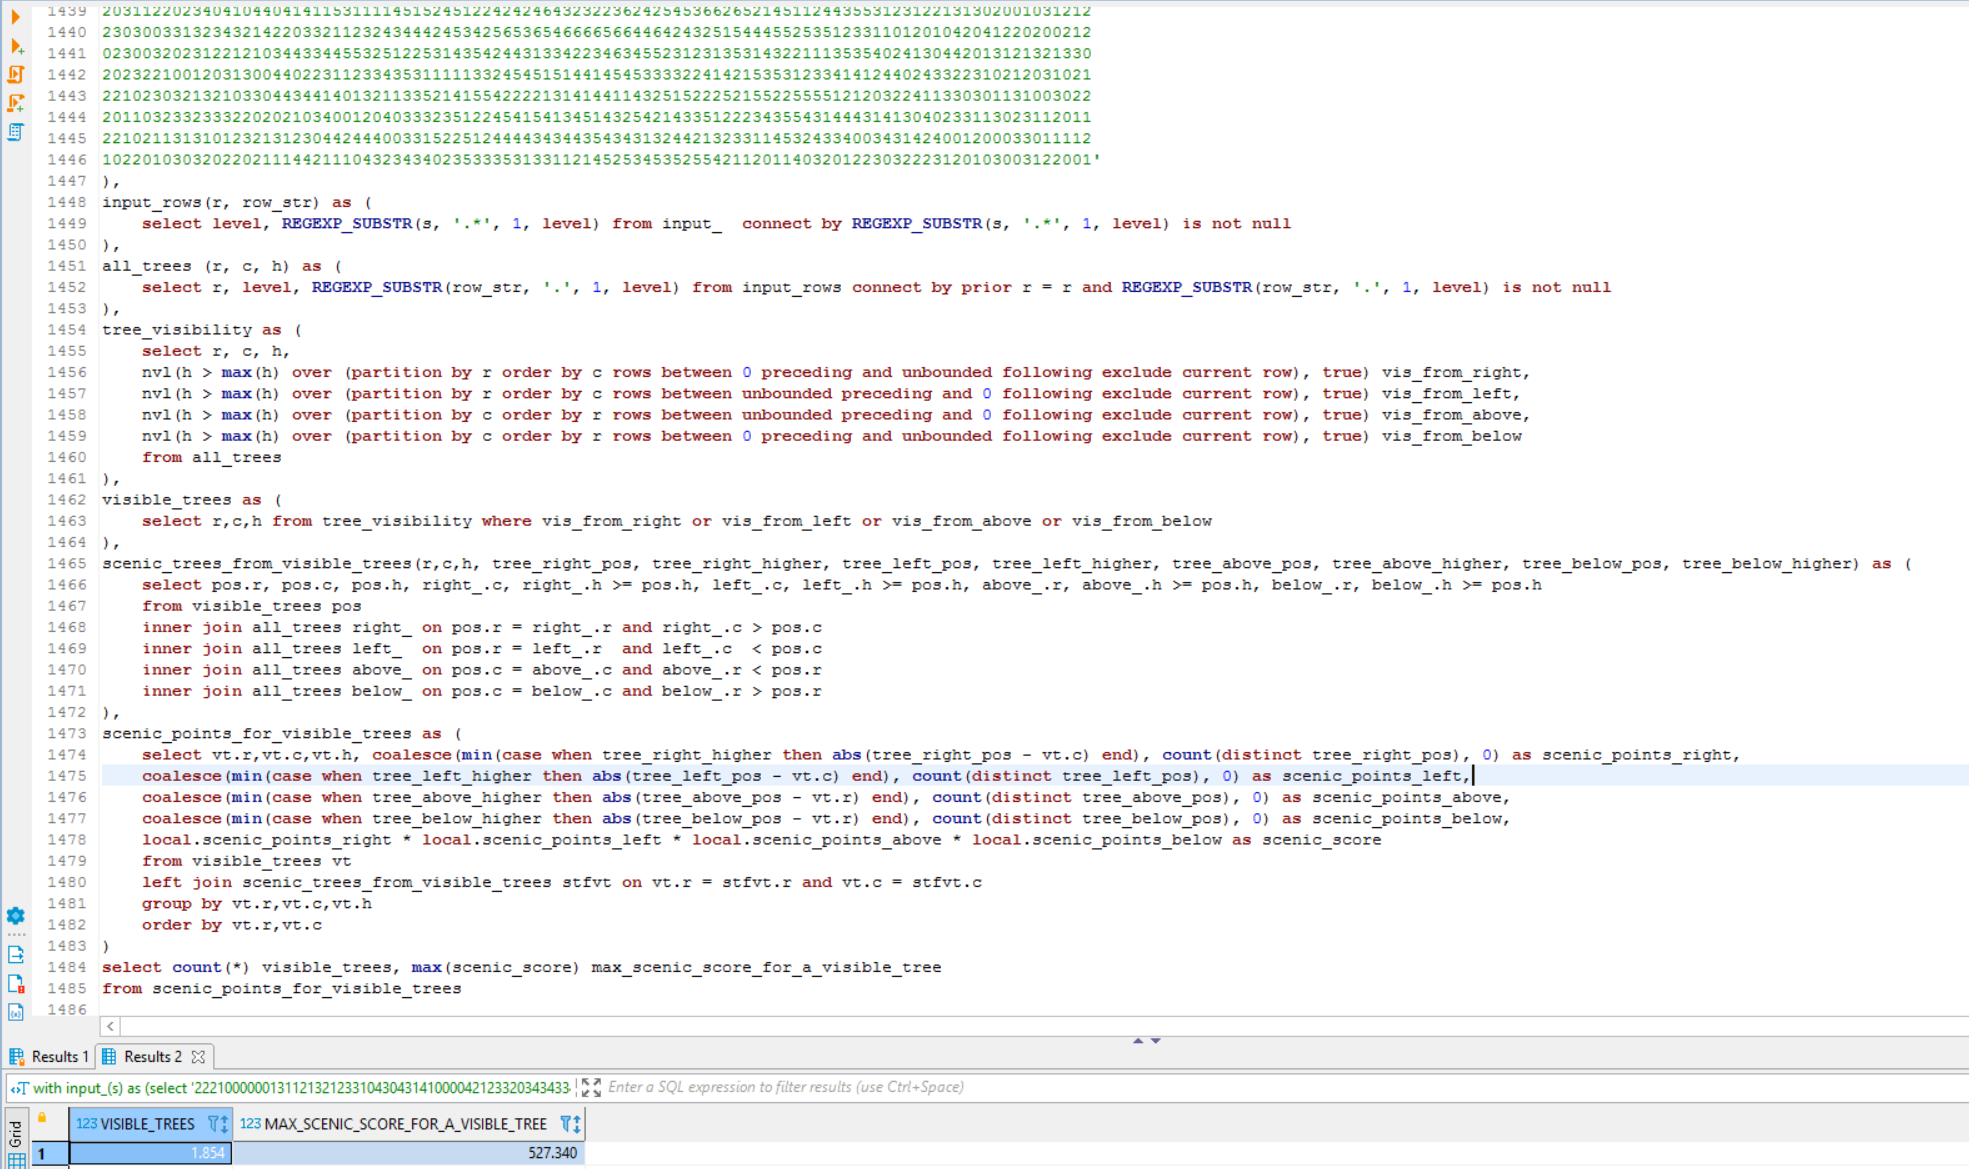 1439 203112202340410440414115311114515245122424246432322362425453662652145112443553123122131302001031212
1440 230300331323432142203321123243444245342565365466665664464243251544455253512331101201042041220200212
1441 023003202312212103443344553251225314354244313342234634552312313531432211135354024130442013121321330
1442 202322100120313004402231123343531111133245451514414545333322414215353123341412440243322310212031021
1443 221023032132103304434414013211335214155422221314144114325152225215522555512120322411330301131003022
1444 201103233233322020210340012040333235122454154134514325421433512223435543144431414130402331130231​12011
1445 221021131310123213123044244400331522512444434344354343132442132331145324334003431424001200033011112
1446 102201030320220211144211104323434023533353133112145253453525542112011403201223032223120103003122001'
1447 ),
1448 input_rows(r, row_str) as (
1449 select level, REGEXP_SUBSTR(s, '.*', 1, level) from input_  connect by REGEXP_SUBSTR(s, '.*', 1, level) is not null
1450 ),
1451 all_trees (r, c, h) as (
1452 select r, level, REGEXP_SUBSTR(row_str, '.', 1, level) from input_rows connect by prior r = r and REGEXP_SUBSTR(row_str, '.', 1, level) is not null
1453 ),
1454 tree_visibility as (
1455 select r, c, h,
1456 nvl(h > max(h) over (partition by r order by c rows between 0 preceding and unbounded following exclude current row), true) vis_from_right,
1457 nvl(h > max(h) over (partition by r order by c rows between unbounded preceding and 0 following exclude current row), true) vis_from_left,
1458 nvl(h > max(h) over (partition by c order by r rows between unbounded preceding and 0 following exclude current row), true) vis_from_above,
1459 nvl(h > max(h) over (partition by c order by r rows between 0 preceding and unbounded following exclude current row), true) vis_from_below
1460 from all_trees
1461 ),
1462 visible_trees as (
1463 select r,c,h from tree_visibility where vis_from_right or vis_from_left or vis_from_above or vis_from_below
1464 ),
1465 scenic_trees_from_visible_trees(r,c,h, tree_right_pos, tree_right_higher, tree_left_pos, tree_left_higher, tree_above_pos, tree_above_higher, tree_below_pos, tree_below_higher) as (
1466 select pos.r, pos.c, pos.h, right_.c, right_.h >= pos.h, left_.c, left_.h >= pos.h, above_.r, above_.h >= pos.h, below_.r, below_.h >= pos.h
1467 from visible_trees pos
1468 inner join all_trees right_ on pos.r = right_.r and right_.c > pos.c
1469 inner join all_trees left_  on pos.r = left_.r  and left_.c  < pos.c
1470 inner join all_trees above_ on pos.c = above_.c and above_.r < pos.r
1471 inner join all_trees below_ on pos.c = below_.c and below_.r > pos.r
1472 ),
1473 scenic_points_for_visible_trees as (
1474 select vt.r,vt.c,vt.h, coalesce(min(case when tree_right_higher then abs(tree_right_pos - vt.c) end), count(distinct tree_right_pos), 0) as scenic_points_right,
1475 coalesce(min(case when tree_left_higher then abs(tree_left_pos - vt.c) end), count(distinct tree_left_pos), 0) as scenic_points_left,
1476 coalesce(min(case when tree_above_higher then abs(tree_above_pos - vt.r) end), count(distinct tree_above_pos), 0) as scenic_points_above,
1477 coalesce(min(case when tree_below_higher then abs(tree_below_pos - vt.r) end), count(distinct tree_below_pos), 0) as scenic_points_below,
1478 local.scenic_points_right * local.scenic_points_left * local.scenic_points_above * local.scenic_points_below as scenic_score
1479 from visible_trees vt
1480 left join scenic_trees_from_visible_trees stfvt on vt.r = stfvt.r and vt.c = stfvt.c
1481 group by vt.r,vt.c,vt.h
1482 order by vt.r,vt.c
1483 )
1484 select count(*) visible_trees, max(scenic_score) max_scenic_score_for_a_visible_tree
1485 from scenic_points_for_visible_trees
1486
Results 1 Results 2
with input_(s) as (select '222100000013112132123310430431410000421233203434​33 Enter a SQL expression to filter results (use Ctrl+Space)
Grid
123 VISIBLE_TREES 123 MAX_SCENIC_SCORE_FOR_A_VISIBLE_TREE
1 1.854 527.340